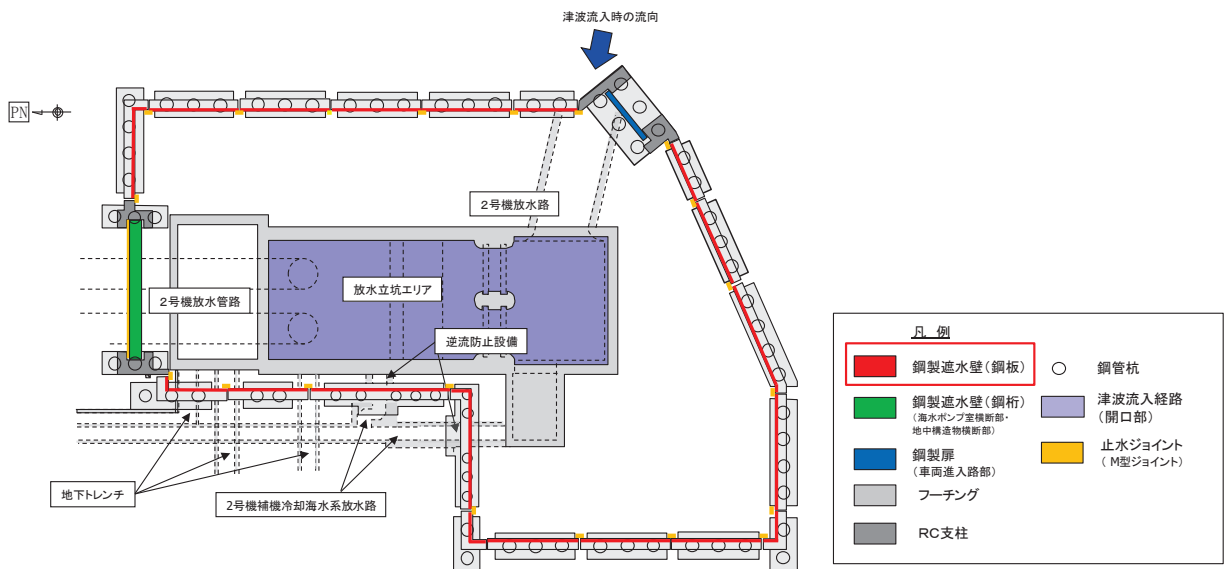 津波流入時の流向
PN
2号機放水路
放水立坑エリア
2号機放水管路
逆流防止設備
地下トレンチ
2号機補機冷却海水系放水路
凡 例
鋼製遮水壁(鋼板)
鋼製遮水壁(鋼桁)
(海水ポンプ室横断部・
地中構造物横断部)
鋼製扉
(車両進入路部)
フーチング
RC支柱
鋼管杭
津波流入経路
(開口部)
止水ジョイント
(M型ジョイント)